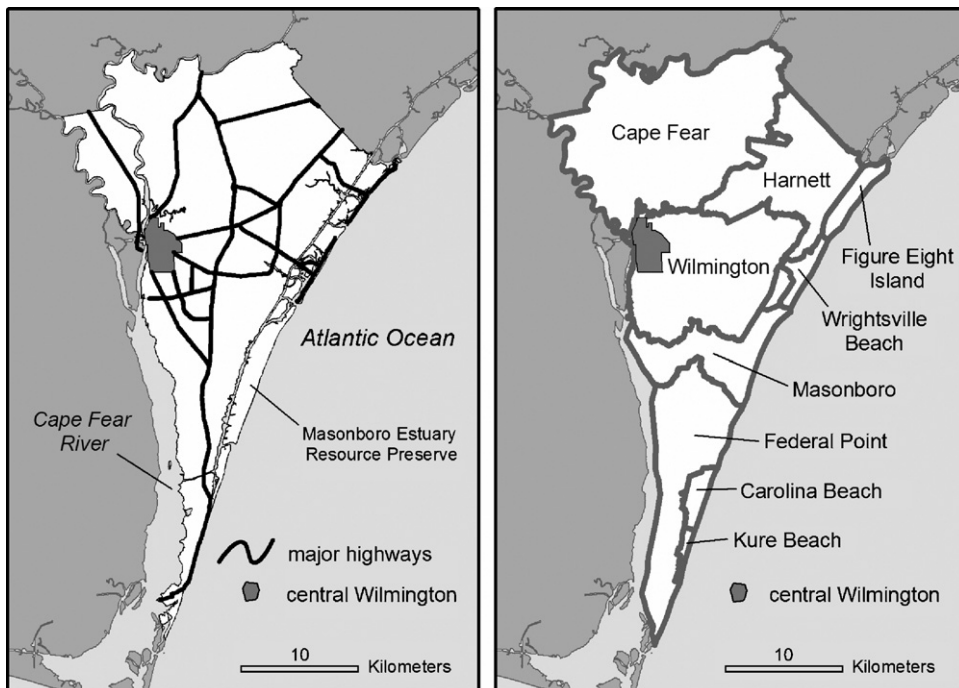 Atlantic Ocean
Cape Fear
River
Masonboro Estuary
Resource Preserve
major highways
central Wilmington
10
Kilometers
Cape Fear
Harnett
Wilmington
Figure Eight
Island
Wrightsville
Beach
Masonboro
Federal Point
Carolina Beach
Kure Beach
central Wilmington
10
Kilometers